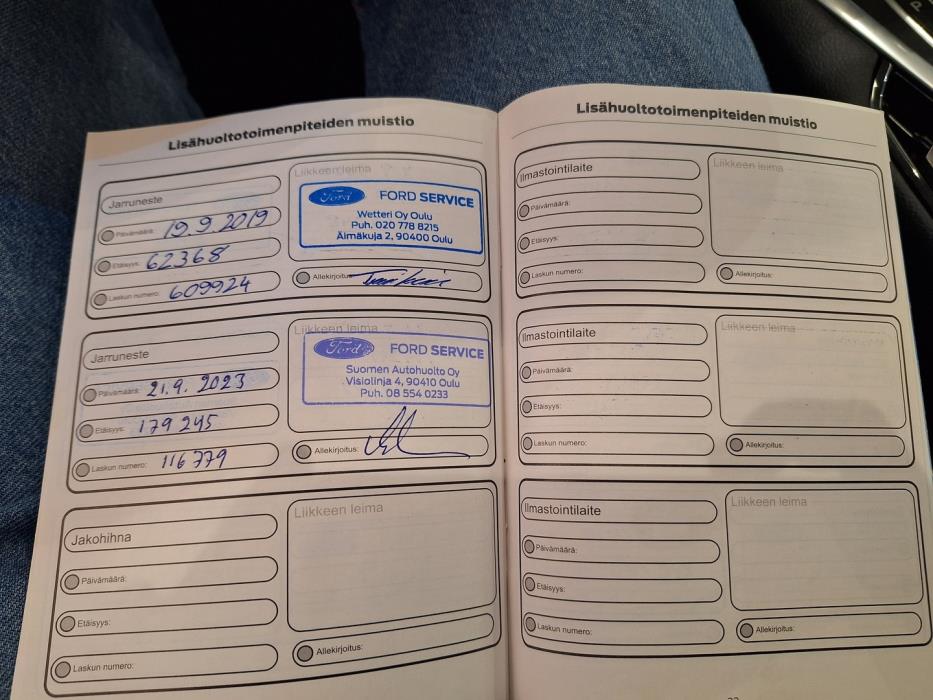 Lisähuoltotoimenpiteiden muistio
Jarruneste
Päivämäärä: 19.9.2019
Etäisyys: 62368
Laskun numero: 609924
Liikkeen leima
Ford FORD SERVICE
Wetteri Oy Oulu
Puh. 020 778 8215
Äimäkuja 2, 90400 Oulu
Allekirjoitus:
Jarruneste
Päivämäärä: 21.9.2023
Etäisyys: 179245
Laskun numero: 116779
Liikkeen leima
Ford FORD SERVICE
Suomen Autohuolto Oy
Visiolinja 4, 90410 Oulu
Puh. 08 554 0233
Allekirjoitus:
Jakohihna
Päivämäärä:
Etäisyys:
Laskun numero:
Liikkeen leima
Allekirjoitus:
Lisähuoltotoimenpiteiden muistio
Ilmastointilaite
Päivämäärä:
Etäisyys:
Laskun numero:
Liikkeen leima
Allekirjoitus:
Ilmastointilaite
Päivämäärä:
Etäisyys:
Laskun numero:
Liikkeen leima
Allekirjoitus:
Ilmastointilaite
Päivämäärä:
Etäisyys:
Laskun numero:
Liikkeen leima
Allekirjoitus: